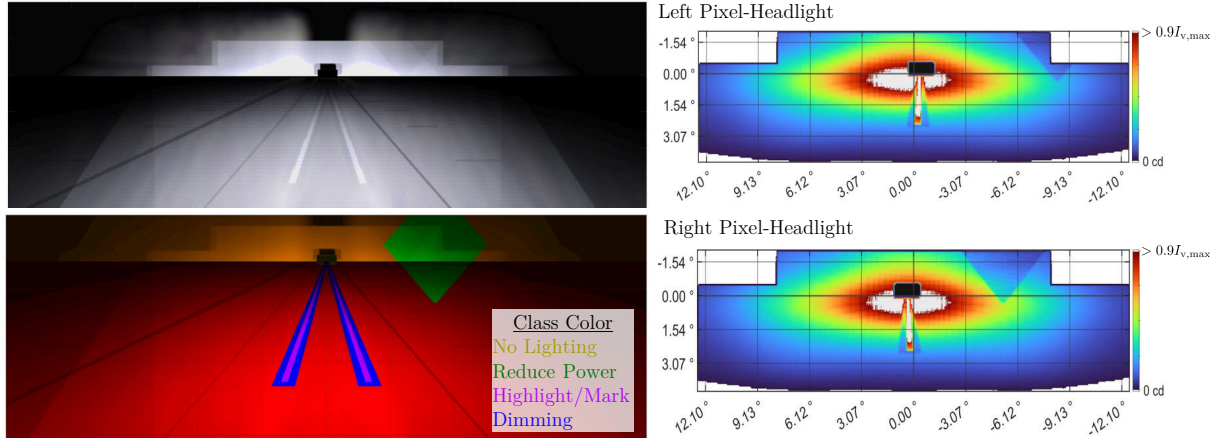 Left Pixel-Headlight
> 0.9Iv,max
-1.54 °
0.00 °
1.54 °
3.07 °
0 cd
12.10 °
9.13 °
6.12 °
3.07 °
0.00 °
-3.07 °
-6.12 °
-9.13 °
-12.10 °
Right Pixel-Headlight
> 0.9Iv,max
-1.54 °
0.00 °
1.54 °
3.07 °
0 cd
12.10 °
9.13 °
6.12 °
3.07 °
0.00 °
-3.07 °
-6.12 °
-9.13 °
-12.10 °
Class Color
No Lighting
Reduce Power
Highlight/Mark
Dimming